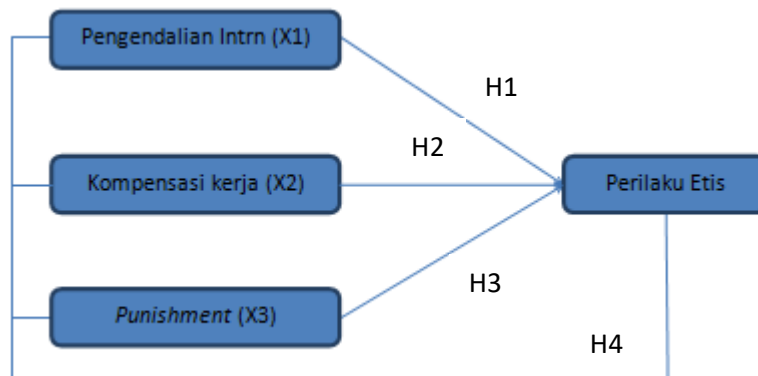 Pengendalian Intrn (X1)
H1
H2
Kompensasi kerja (X2)
Perilaku Etis
H3
Punishment (X3)
H4